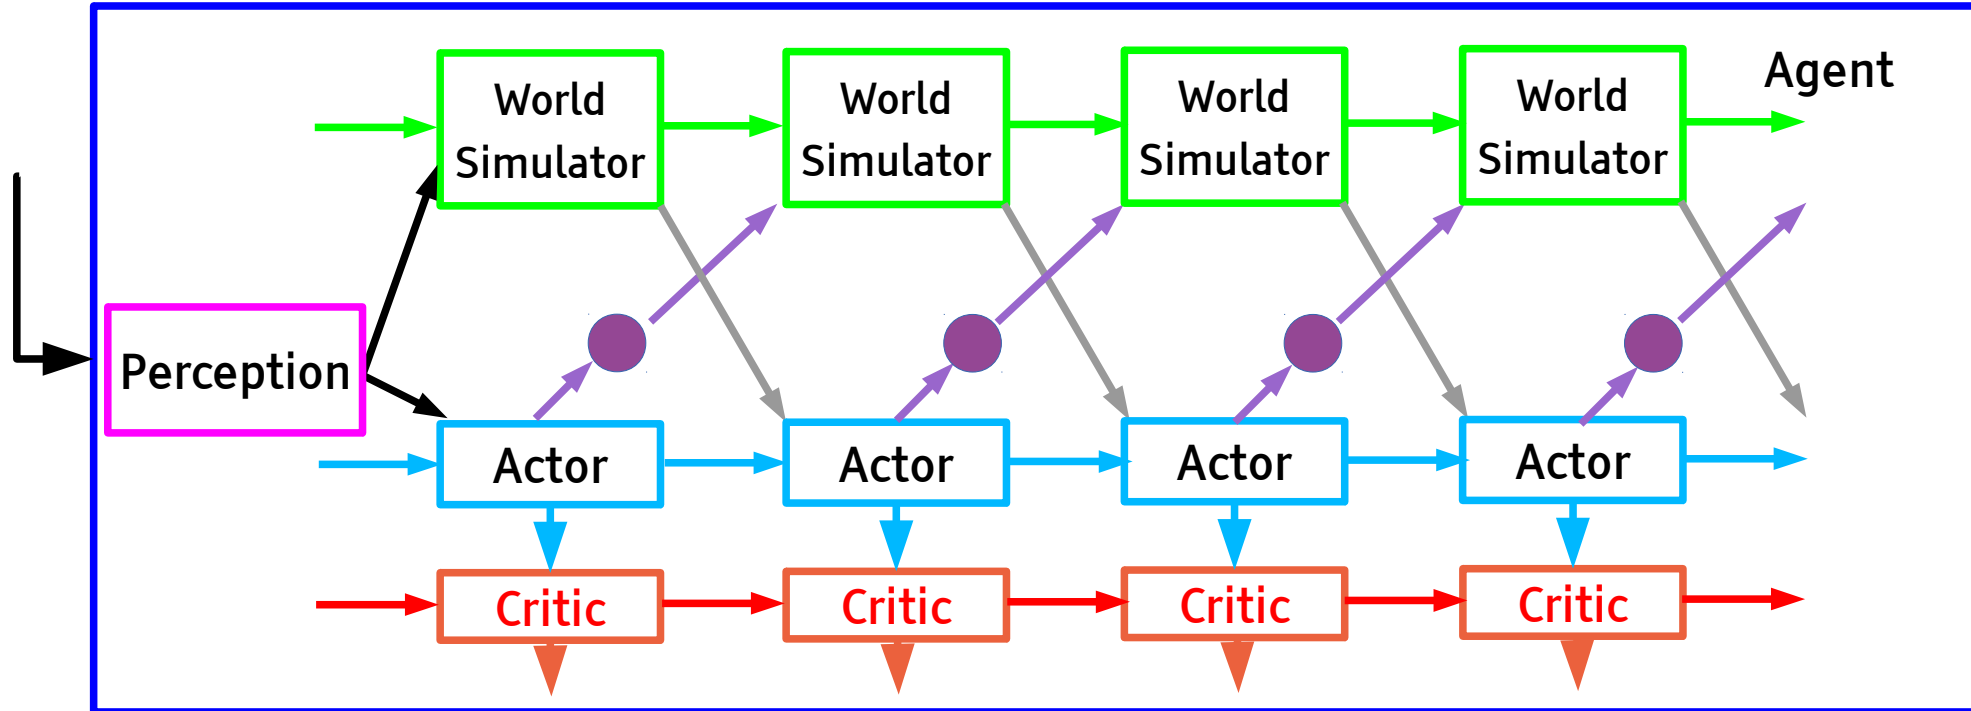 Agent
World
Simulator
World
Simulator
World
Simulator
World
Simulator
Perception
Actor
Actor
Actor
Actor
Critic
Critic
Critic
Critic